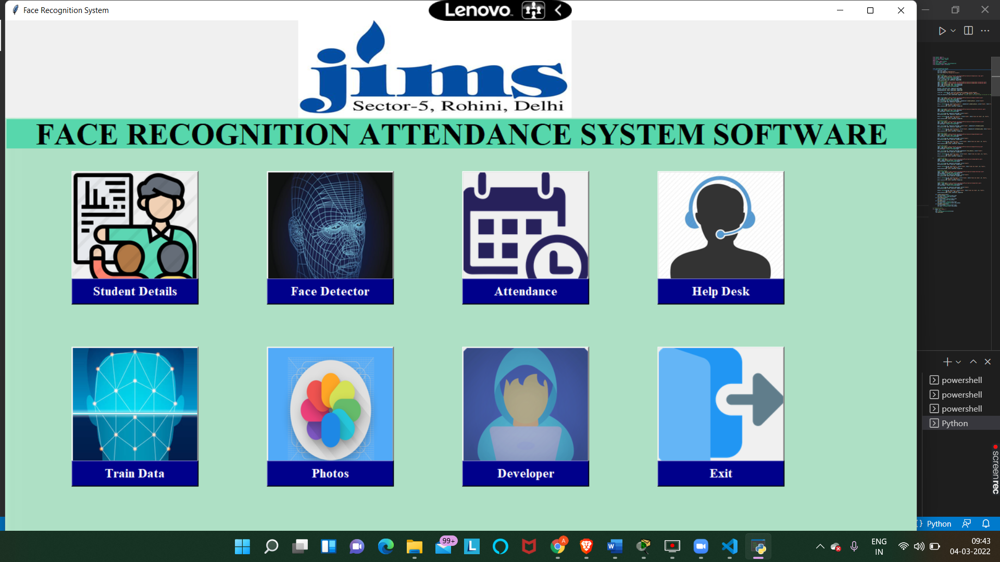 Face Recognition System
Lenovo
jims
Sector-5, Rohini, Delhi
FACE RECOGNITION ATTENDANCE SYSTEM SOFTWARE
Student Details
Face Detector
Attendance
Help Desk
Train Data
Photos
Developer
Exit
powershell
powershell
powershell
Python
screenrec
Python
99+
A
L
W
ENG
IN
09:43
04-03-2022